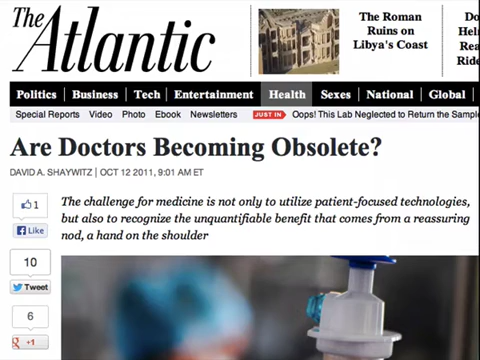 The Atlantic
The Roman
Ruins on
Libya's Coast
Do
Hel
Rea
Ride
Politics | Business | Tech | Entertainment | Health | Sexes | National | Global |
Special Reports Video Photo Ebook Newsletters JUST IN Oops! This Lab Neglected to Return the Sample
Are Doctors Becoming Obsolete?
DAVID A. SHAYWITZ | OCT 12 2011, 9:01 AM ET
1
Like
The challenge for medicine is not only to utilize patient-focused technologies,
but also to recognize the unquantifiable benefit that comes from a reassuring
nod, a hand on the shoulder
10
Tweet
6
+1